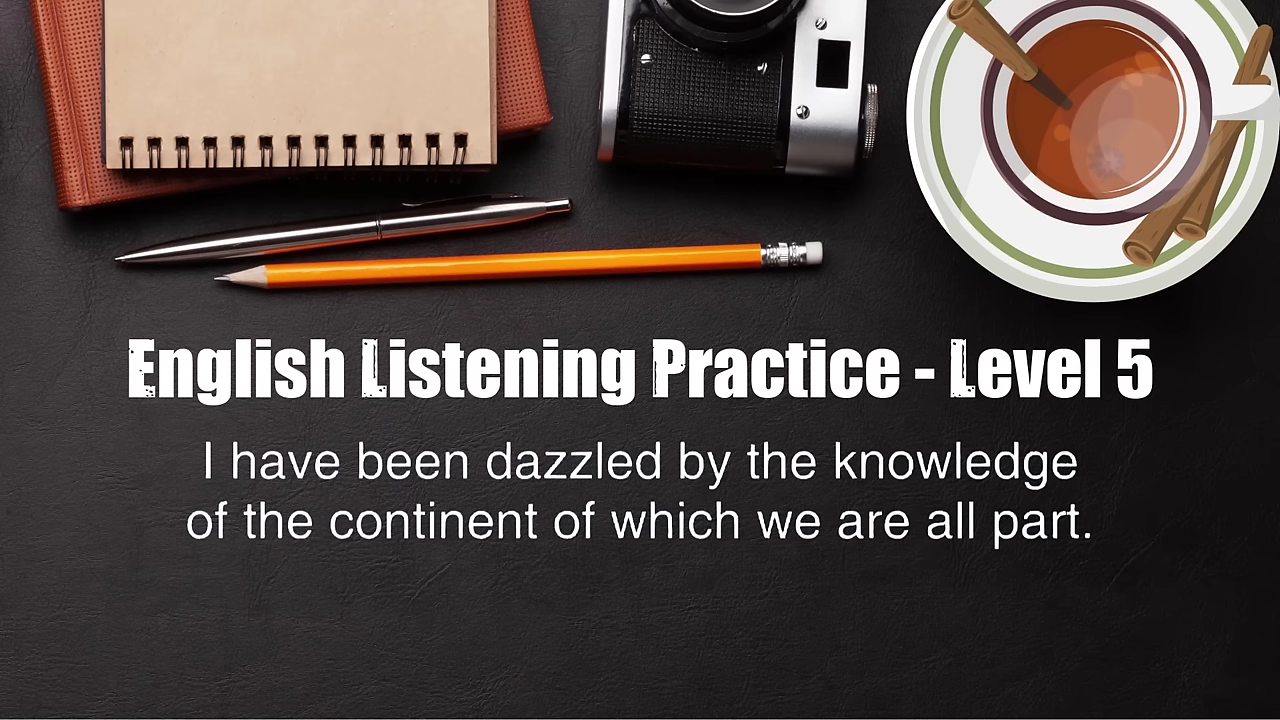 English Listening Practice - Level 5
I have been dazzled by the knowledge
of the continent of which we are all part.